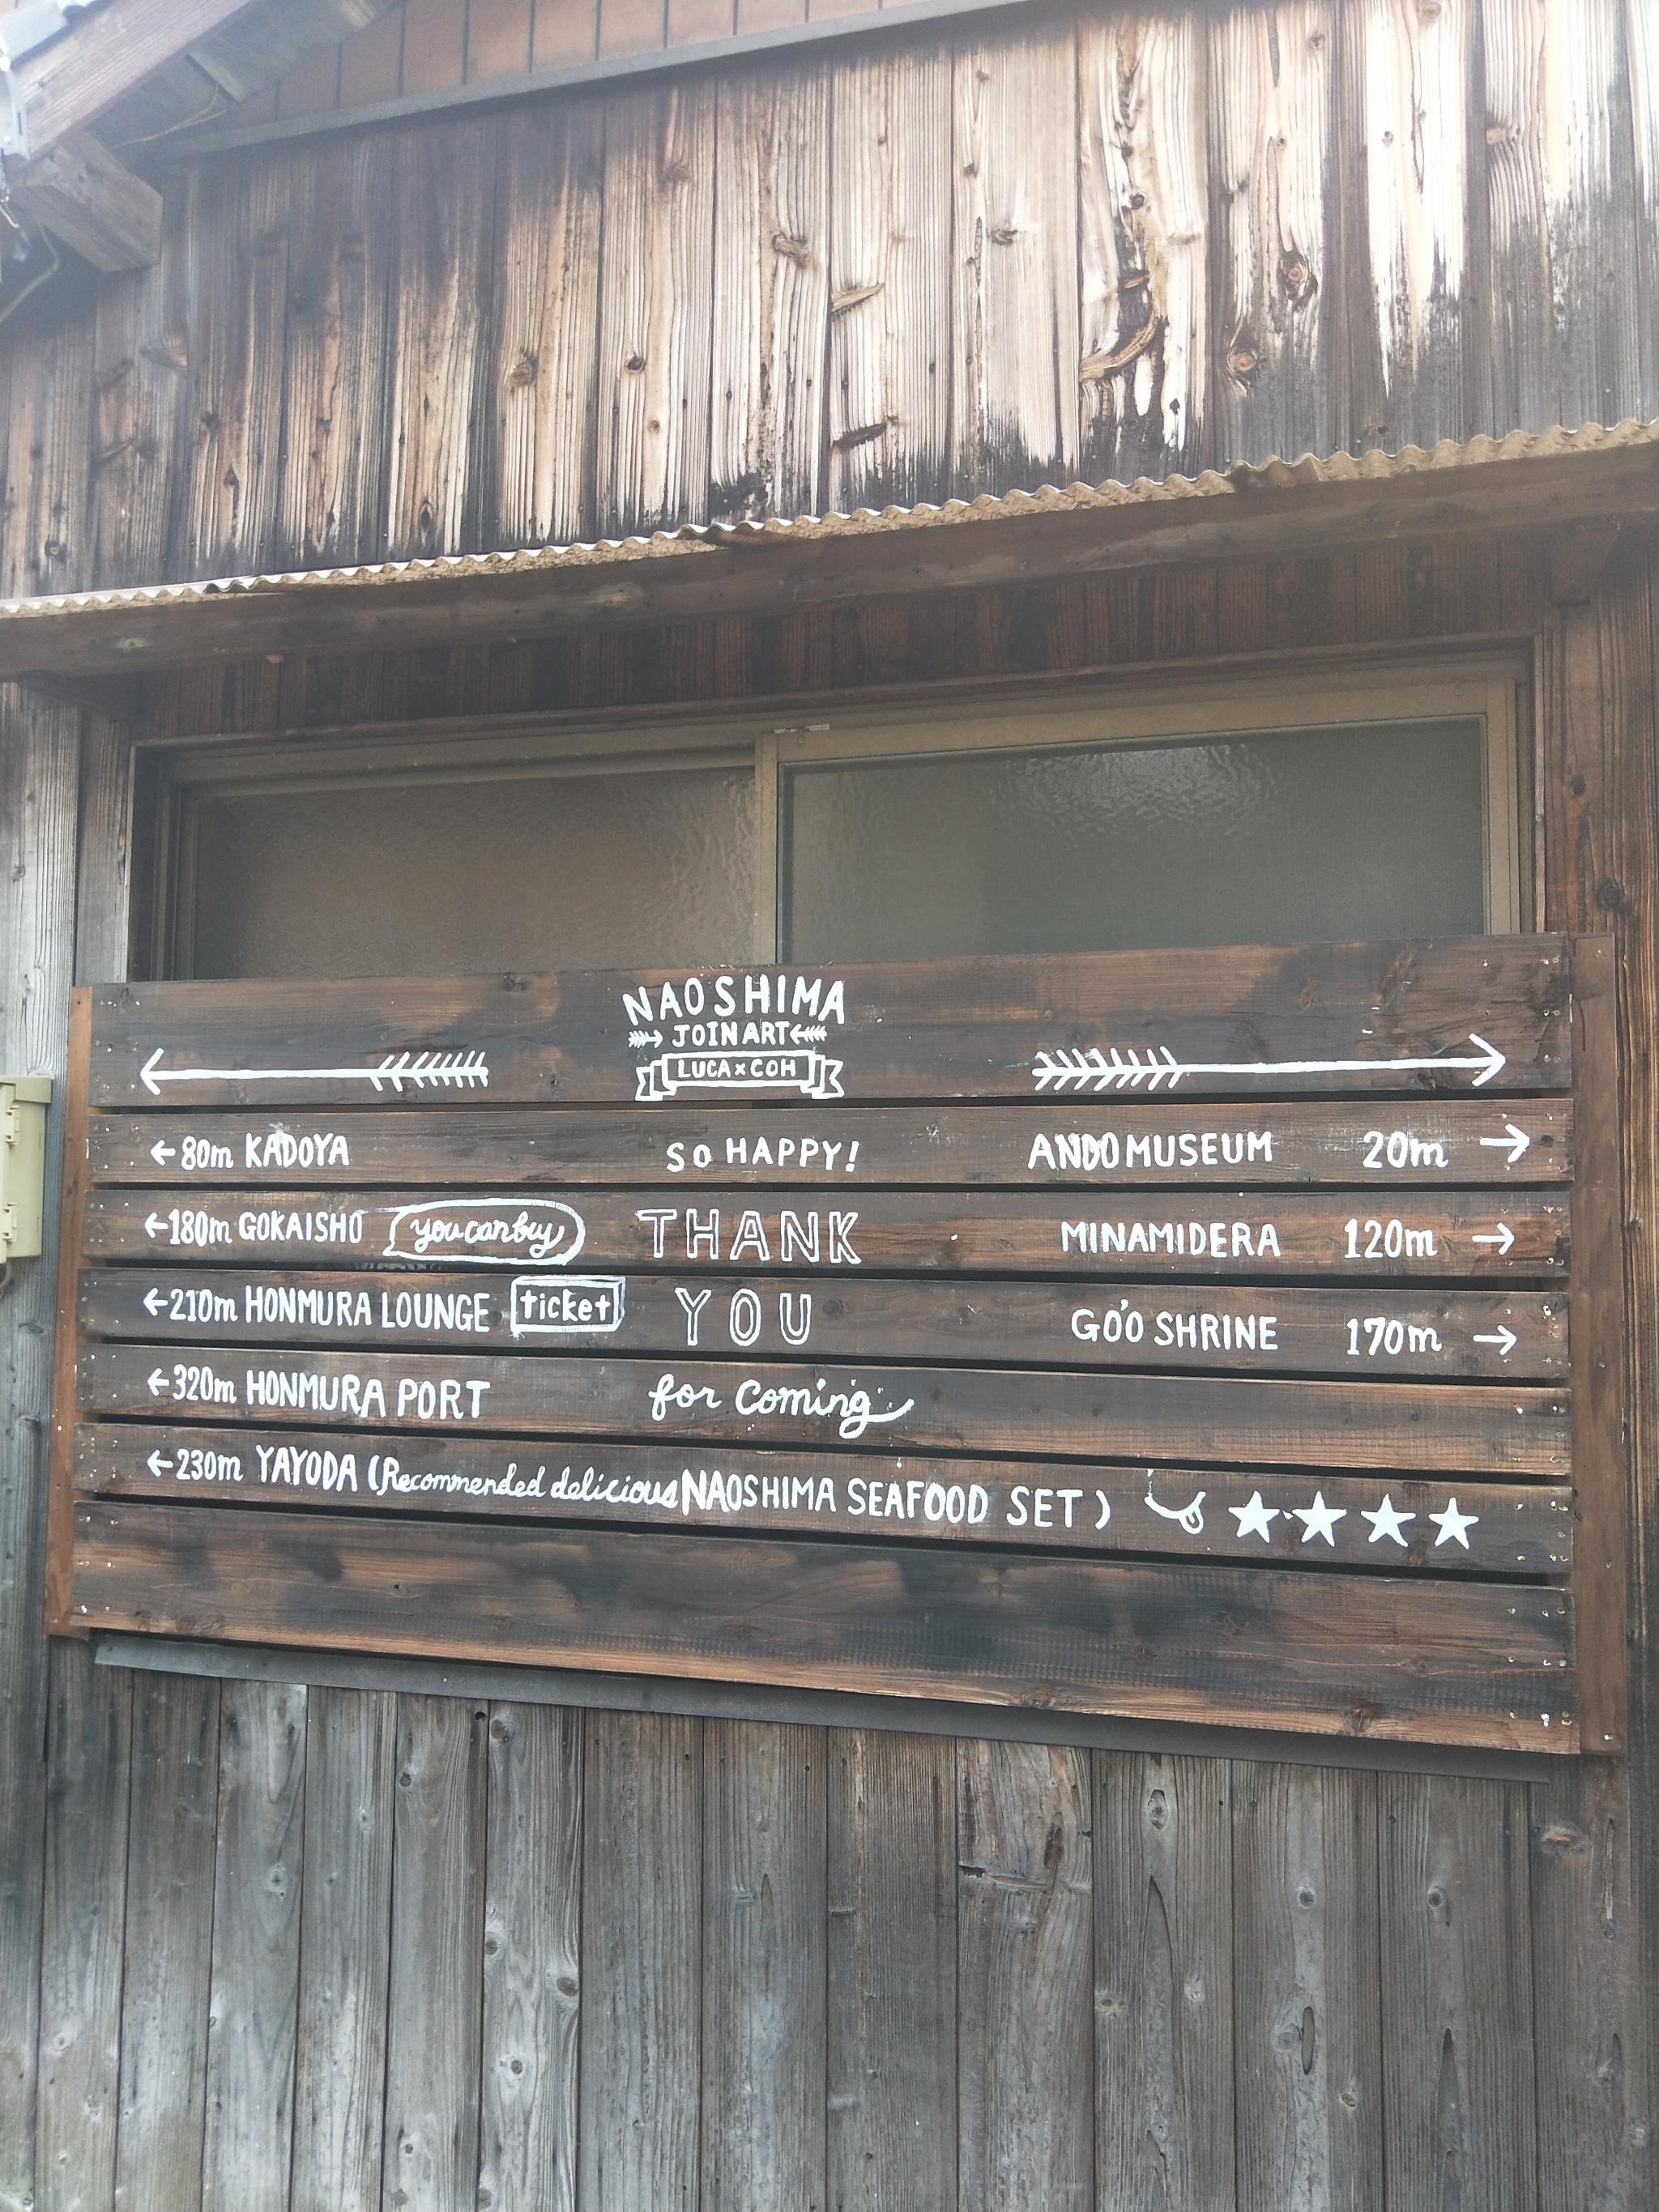 NAOSHIMA
JOIN ART
LUCA×COH
←80m KADOYA SO HAPPY! ANDO MUSEUM 20m →
←180m GOKAISHO you can buy THANK MINAMIDERA 120m →
←210m HONMURA LOUNGE ticket YOU GO'O SHRINE 170m →
←320m HONMURA PORT for coming
←230m YAYODA (Recommended delicious NAOSHIMA SEAFOOD SET) ★★★★